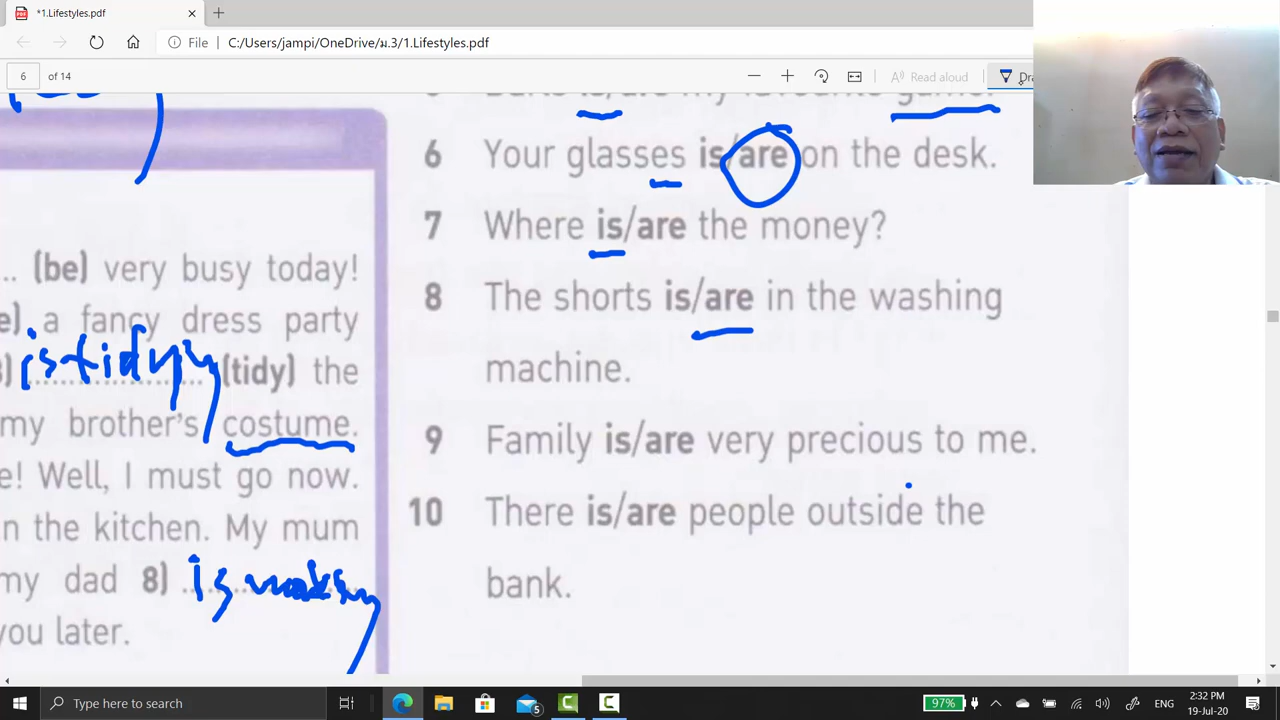 *1.Lifestyles.pdf
File C:/Users/jampi/OneDrive/ม.3/1.Lifestyles.pdf
6 of 14
Read aloud
6 Your glasses is/are on the desk.
7 Where is/are the money?
8 The shorts is/are in the washing
machine.
9 Family is/are very precious to me.
10 There is/are people outside the
bank.
... (be) very busy today!
e) a fancy dress party
(tidy) the
my brother's costume.
e! Well, I must go now.
n the kitchen. My mum
my dad 8) is making
you later.
Type here to search
5
97%
ENG
2:32 PM
19-Jul-20